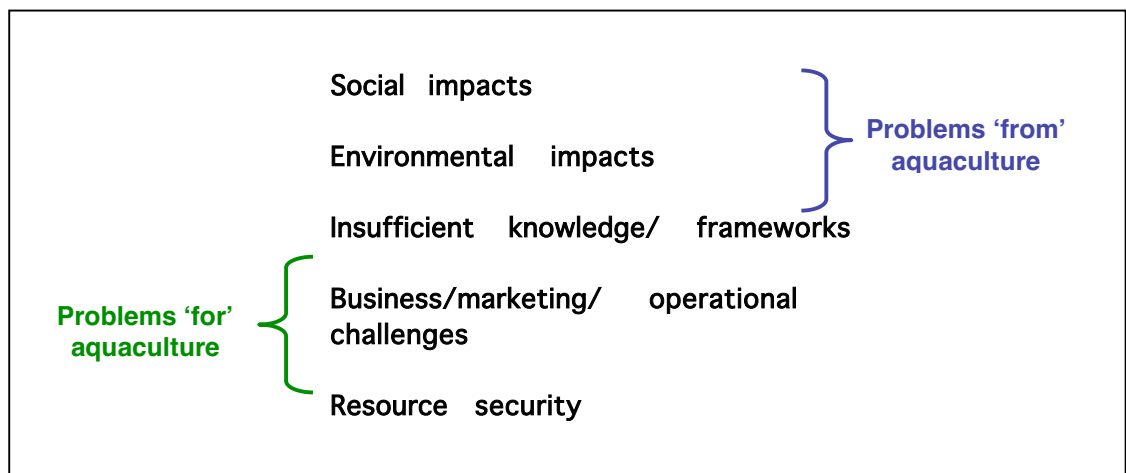 Social impacts
Problems ‘from’
aquaculture
Environmental impacts
Insufficient knowledge/ frameworks
Business/marketing/ operational
challenges
Problems ‘for’
aquaculture
Resource security